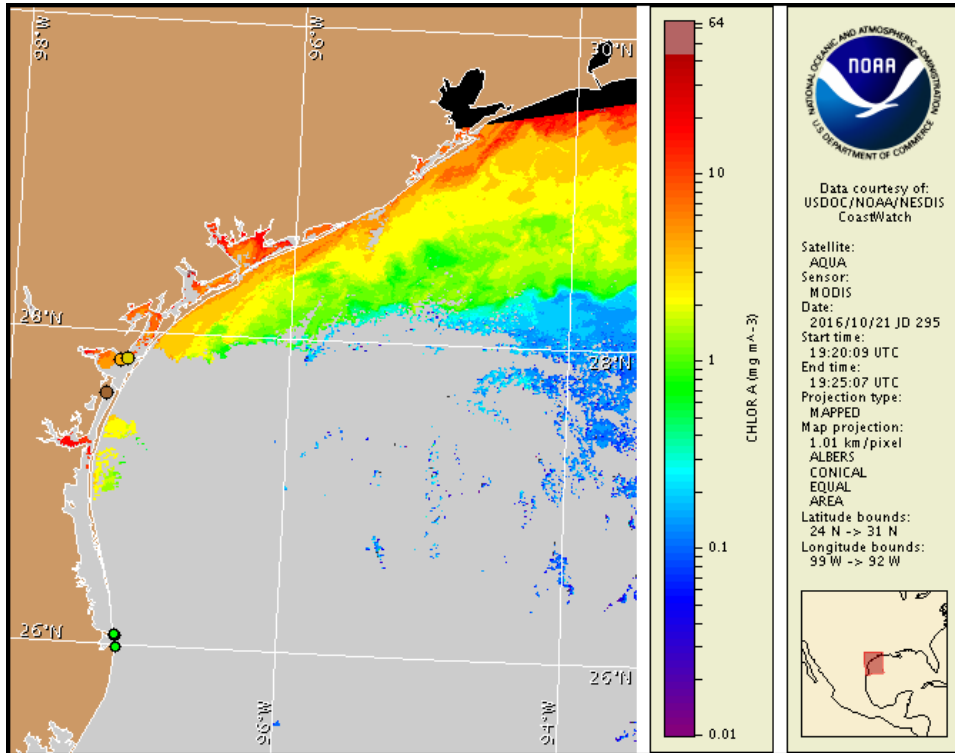 98°W
96°W
30°N
28°N
28°N
26°N
26°N
96°W
94°W
64
10
1
0.1
0.01
CHLOR A (mg m^-3)
NATIONAL OCEANIC AND ATMOSPHERIC ADMINISTRATION
NOAA
U.S. DEPARTMENT OF COMMERCE
Data courtesy of:
USDOC/NOAA/NESDIS
CoastWatch
Satellite:
AQUA
Sensor:
MODIS
Date:
2016/10/21 JD 295
Start time:
19:20:09 UTC
End time:
19:25:07 UTC
Projection type:
MAPPED
Map projection:
1.01 km/pixel
ALBERS
CONICAL
EQUAL
AREA
Latitude bounds:
24 N -> 31 N
Longitude bounds:
99 W -> 92 W